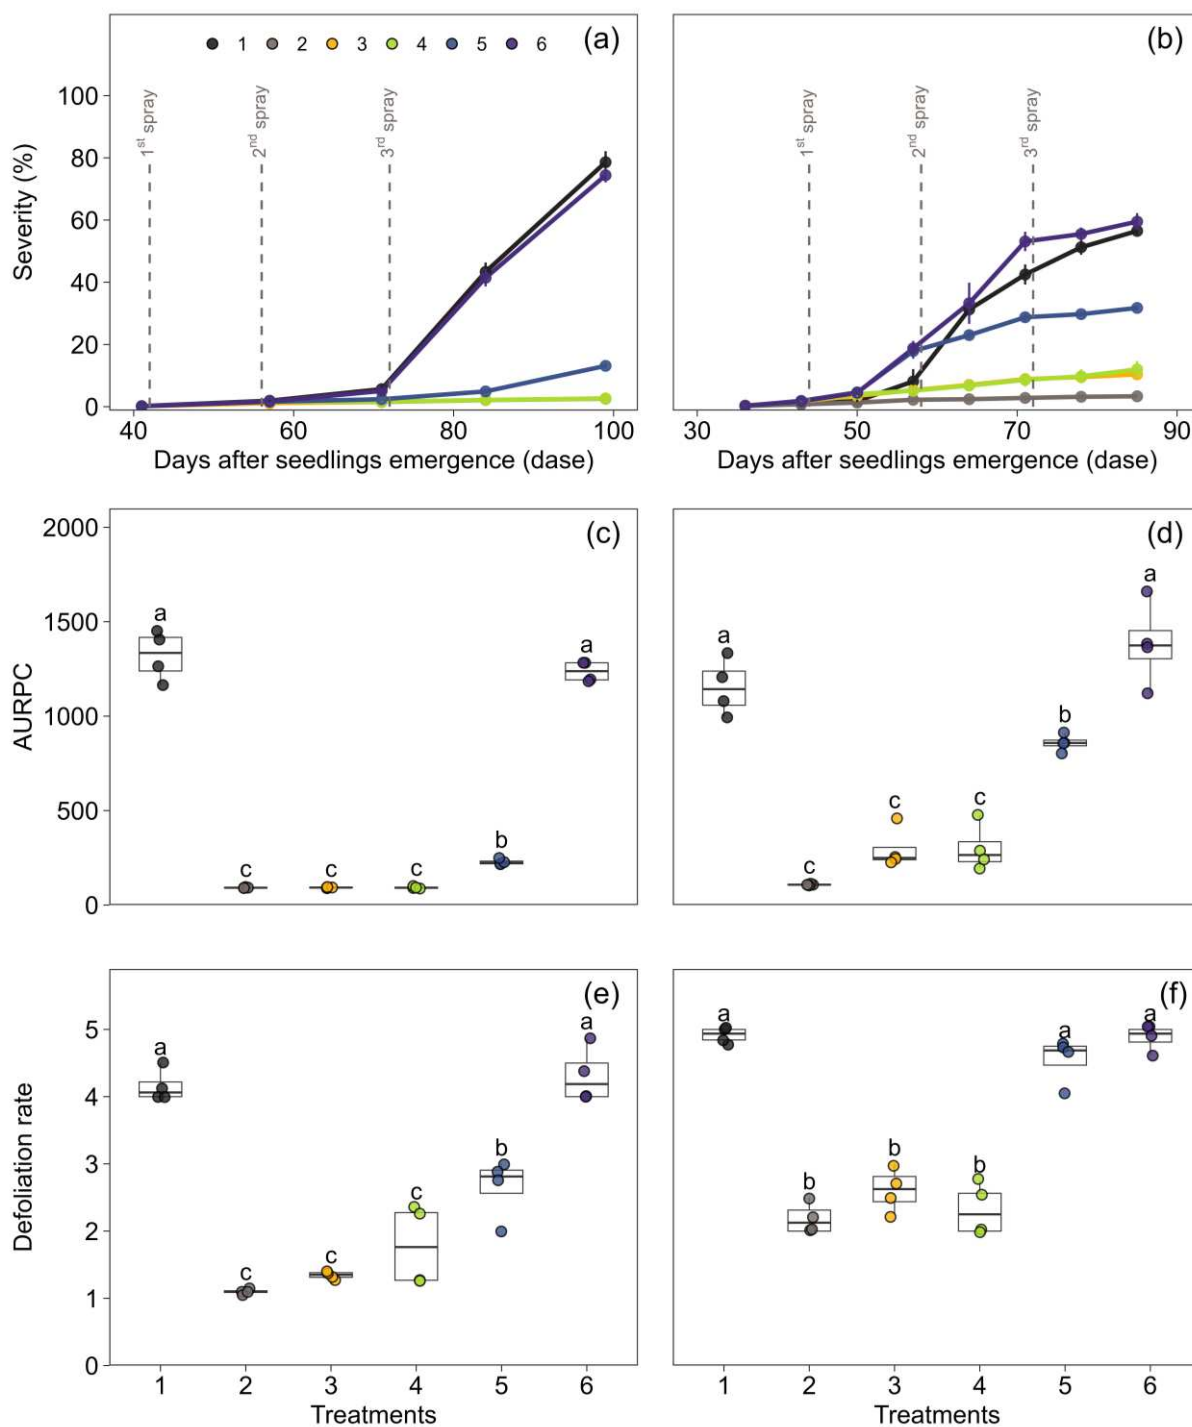 1 2 3 4 5 6 (a)
(b)
Severity (%)
100
80
60
40
20
0
1st spray
2nd spray
3rd spray
1st spray
2nd spray
3rd spray
40 60 80 100
30 50 70 90
Days after seedlings emergence (dase)
Days after seedlings emergence (dase)
(c)
(d)
AURPC
2000
1500
1000
500
0
a c c c b a
a c c c b a
(e)
(f)
Defoliation rate
5
4
3
2
1
0
a c c c b a
a b b b a a
1 2 3 4 5 6
1 2 3 4 5 6
Treatments
Treatments